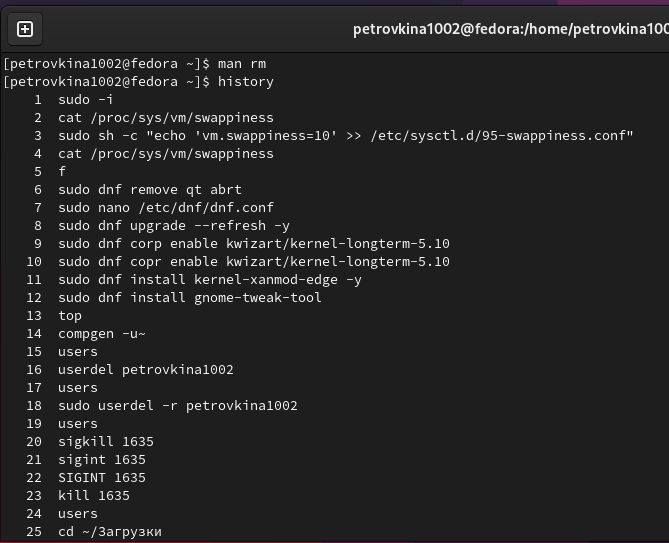 petrovkina1002@fedora:/home/petrovkina100
[petrovkina1002@fedora ~]$ man rm
[petrovkina1002@fedora ~]$ history
1 sudo -i
2 cat /proc/sys/vm/swappiness
3 sudo sh -c "echo 'vm.swappiness=10' >> /etc/sysctl.d/95-swappiness.conf"
4 cat /proc/sys/vm/swappiness
5 f
6 sudo dnf remove qt abrt
7 sudo nano /etc/dnf/dnf.conf
8 sudo dnf upgrade --refresh -y
9 sudo dnf corp enable kwizart/kernel-longterm-5.10
10 sudo dnf copr enable kwizart/kernel-longterm-5.10
11 sudo dnf install kernel-xanmod-edge -y
12 sudo dnf install gnome-tweak-tool
13 top
14 compgen -u~
15 users
16 userdel petrovkina1002
17 users
18 sudo userdel -r petrovkina1002
19 users
20 sigkill 1635
21 sigint 1635
22 SIGINT 1635
23 kill 1635
24 users
25 cd ~/Загрузки